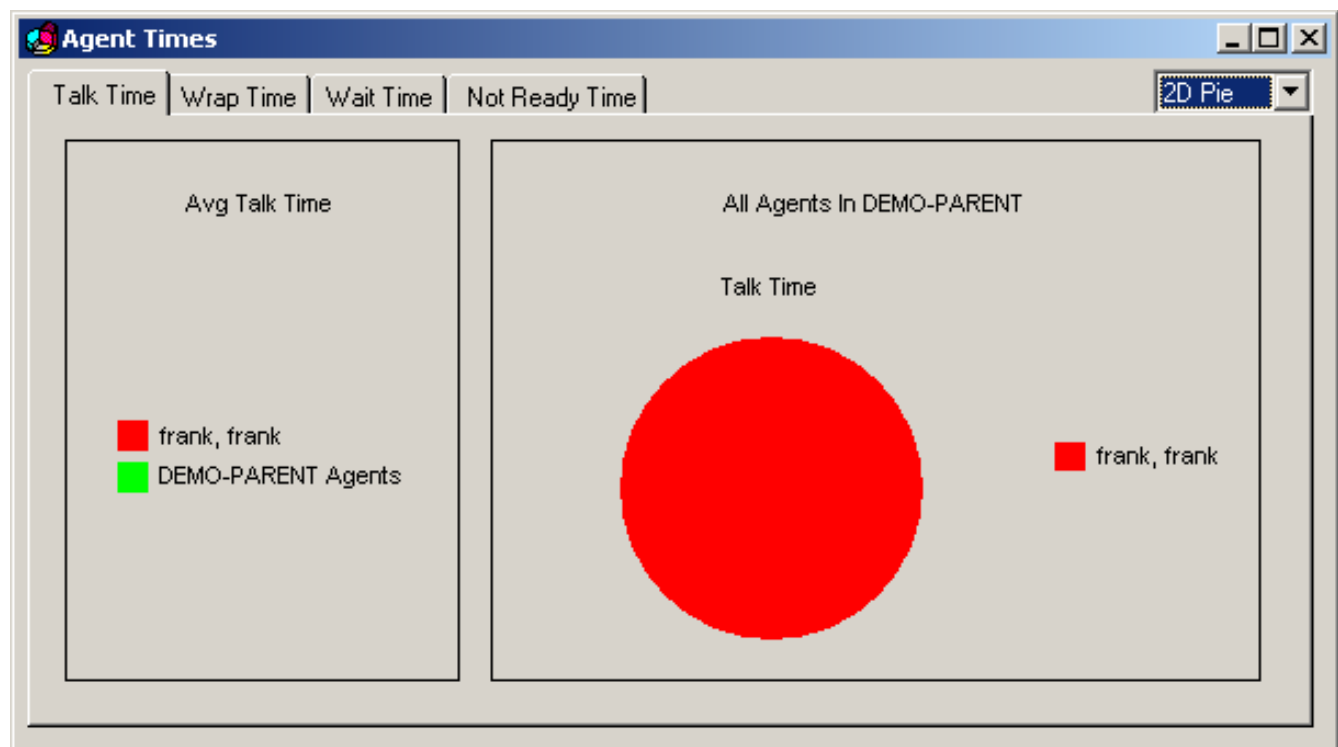 Agent Times
Talk Time Wrap Time Wait Time Not Ready Time 2D Pie
Avg Talk Time
frank, frank
DEMO-PARENT Agents
All Agents In DEMO-PARENT
Talk Time
frank, frank